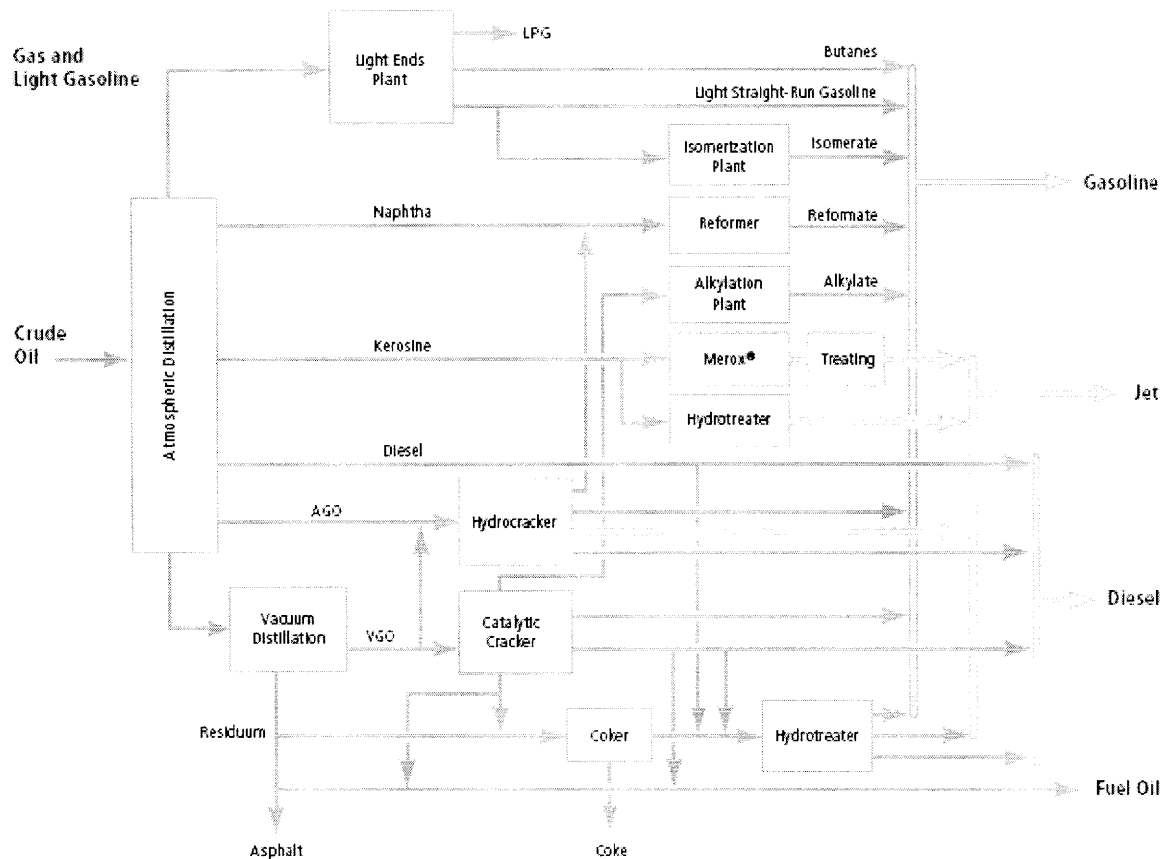 LPG
Gas and
Light Gasoline
Light Ends
Plant
Butanes
Light Straight-Run Gasoline
Isomerization
Plant
Isomerate
Gasoline
Naphtha
Reformer
Reformate
Alkylation
Plant
Alkylate
Crude
Oil
Atmospheric Distillation
Kerosine
Merox®
Treating
Jet
Hydrotreater
Diesel
AGO
Hydrocracker
Diesel
Vacuum
Distillation
VGO
Catalytic
Cracker
Residuum
Coker
Hydrotreater
Fuel Oil
Asphalt
Coke